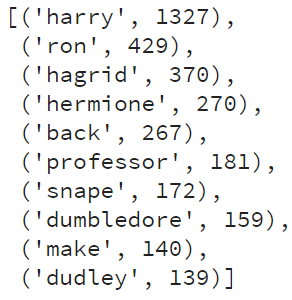 [('harry', 1327),
('ron', 429),
('hagrid', 370),
('hermione', 270),
('back', 267),
('professor', 181),
('snape', 172),
('dumbledore', 159),
('make', 140),
('dudley', 139)]